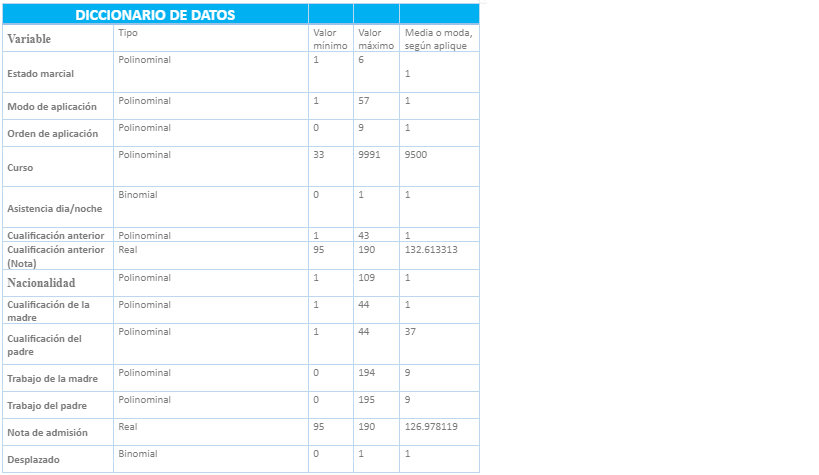 DICCIONARIO DE DATOS
Variable Tipo Valor mínimo Valor máximo Media o moda, según aplique
Estado marcial Polinominal 1 6 1
Modo de aplicación Polinominal 1 57 1
Orden de aplicación Polinominal 0 9 1
Curso Polinominal 33 9991 9500
Asistencia dia/noche Binomial 0 1 1
Cualificación anterior Polinominal 1 43 1
Cualificación anterior (Nota) Real 95 190 132.613313
Nacionalidad Polinominal 1 109 1
Cualificación de la madre Polinominal 1 44 1
Cualificación del padre Polinominal 1 44 37
Trabajo de la madre Polinominal 0 194 9
Trabajo del padre Polinominal 0 195 9
Nota de admisión Real 95 190 126.978119
Desplazado Binomial 0 1 1